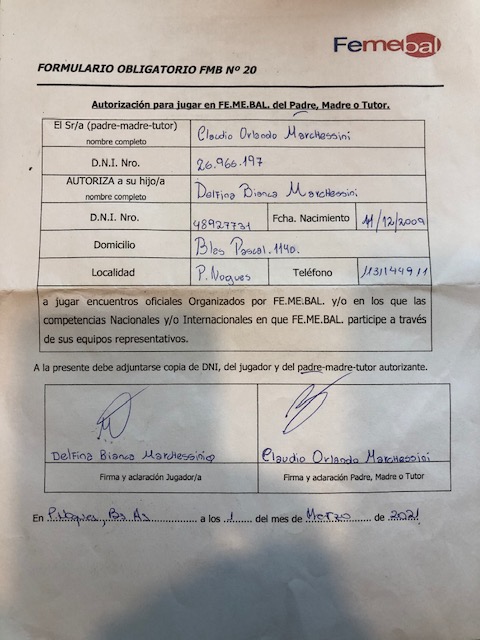 Femebal
FORMULARIO OBLIGATORIO FMB Nº 20
Autorización para jugar en FE.ME.BAL. del Padre, Madre o Tutor.
El Sr/a (padre-madre-tutor) Claudio Orlando Marchessini
nombre completo
D.N.I. Nro. 26.966.197
AUTORIZA a su hijo/a Delfina Bianca Marchessini
nombre completo
D.N.I. Nro. 48927731 Fcha. Nacimiento 11/12/2009
Domicilio Blas Pascal.1140.
Localidad P. Nogues Teléfono 113114 4911
a jugar encuentros oficiales Organizados por FE.ME.BAL. y/o en los que las
competencias Nacionales y/o Internacionales en que FE.ME.BAL. participe a través
de sus equipos representativos.
A la presente debe adjuntarse copia de DNI, del jugador y del padre-madre-tutor autorizante.
Delfina Bianca Marchessini Claudio Orlando Marchessini
Firma y aclaración Jugador/a Firma y aclaración Padre, Madre o Tutor
En P.Nogues, Bs As a los 1 del mes de Marzo de 2021